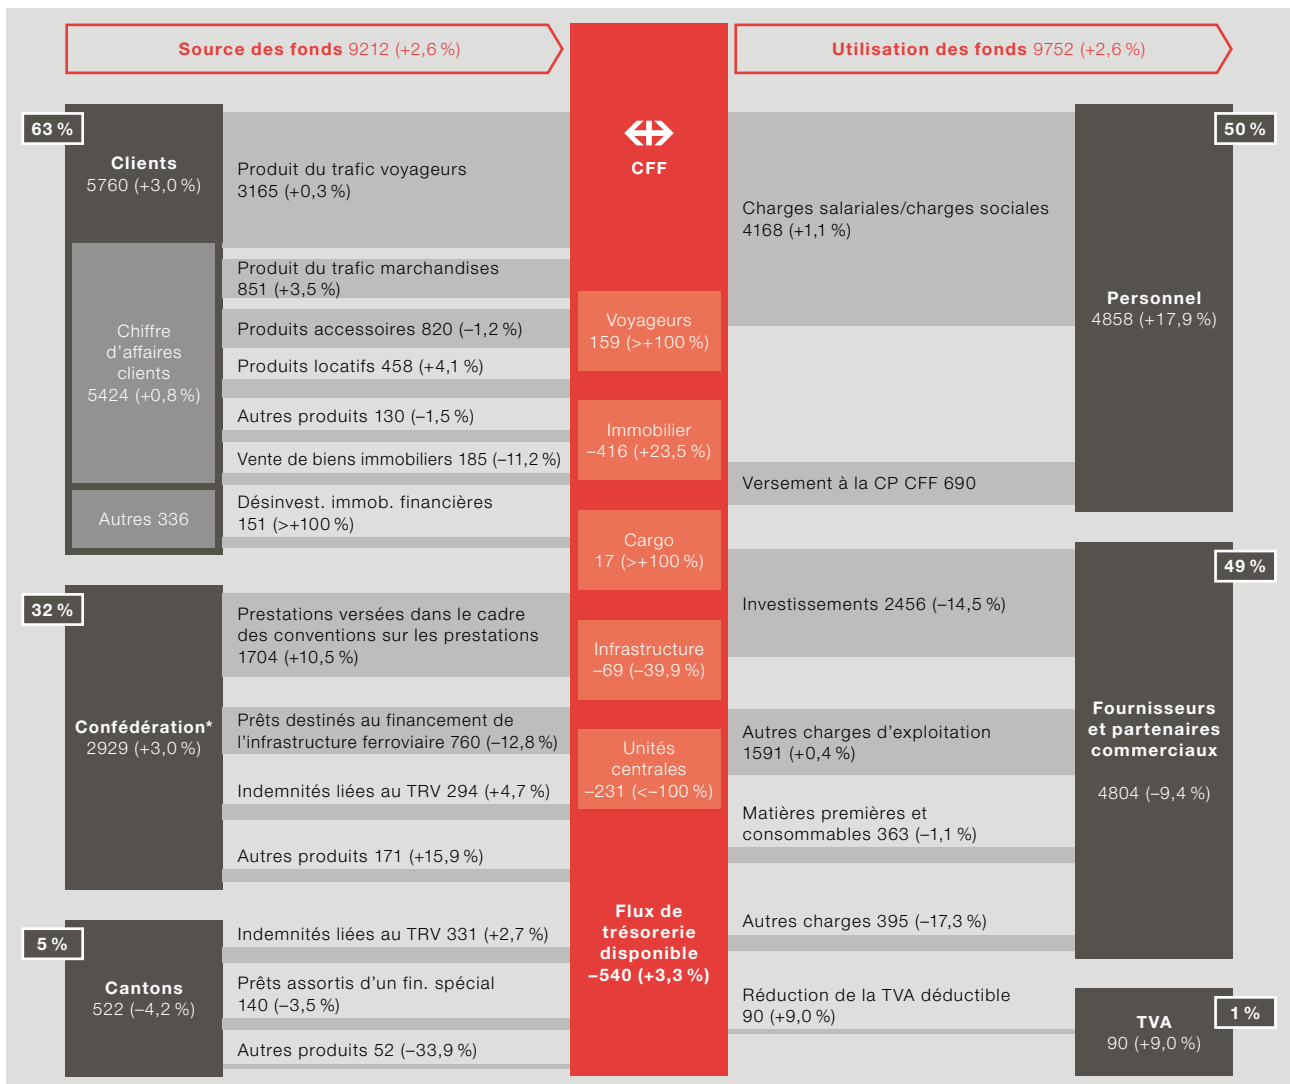 Source des fonds 9212 (+2,6 %)
63 %
Clients
5760 (+3,0 %)
Chiffre
d'affaires
clients
5424 (+0,8 %)
Autres 336
Produit du trafic voyageurs
3165 (+0,3 %)
Produit du trafic marchandises
851 (+3,5 %)
Produits accessoires 820 (–1,2 %)
Produits locatifs 458 (+4,1 %)
Autres produits 130 (–1,5 %)
Vente de biens immobiliers 185 (–11,2 %)
Désinvest. immob. financières
151 (>+100 %)
32 %
Confédération*
2929 (+3,0 %)
Prestations versées dans le cadre
des conventions sur les prestations
1704 (+10,5 %)
Prêts destinés au financement de
l'infrastructure ferroviaire 760 (–12,8 %)
Indemnités liées au TRV 294 (+4,7 %)
Autres produits 171 (+15,9 %)
5 %
Cantons
522 (–4,2 %)
Indemnités liées au TRV 331 (+2,7 %)
Prêts assortis d'un fin. spécial
140 (–3,5 %)
Autres produits 52 (–33,9 %)
CFF
Voyageurs
159 (>+100 %)
Immobilier
–416 (+23,5 %)
Cargo
17 (>+100 %)
Infrastructure
–69 (–39,9 %)
Unités
centrales
–231 (<–100 %)
Flux de
trésorerie
disponible
–540 (+3,3 %)
Utilisation des fonds 9752 (+2,6 %)
Charges salariales/charges sociales
4168 (+1,1 %)
Versement à la CP CFF 690
50 %
Personnel
4858 (+17,9 %)
Investissements 2456 (–14,5 %)
Autres charges d'exploitation
1591 (+0,4 %)
Matières premières et
consommables 363 (–1,1 %)
Autres charges 395 (–17,3 %)
49 %
Fournisseurs
et partenaires
commerciaux
4804 (–9,4 %)
Réduction de la TVA déductible
90 (+9,0 %)
1 %
TVA
90 (+9,0 %)